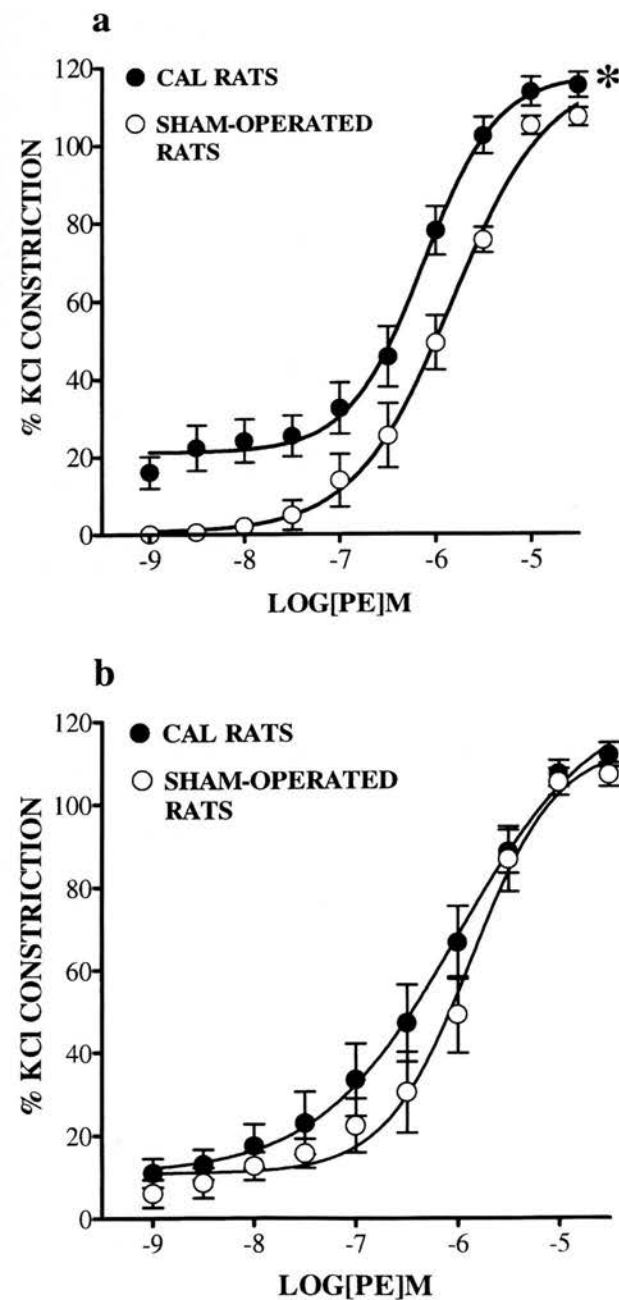 a
120
100
80
60
40
20
0
% KCl CONSTRICTION
● CAL RATS
○ SHAM-OPERATED
RATS
*
-9
-8
-7
-6
-5
LOG[PE]M
b
120
100
80
60
40
20
0
% KCl CONSTRICTION
● CAL RATS
○ SHAM-OPERATED
RATS
-9
-8
-7
-6
-5
LOG[PE]M